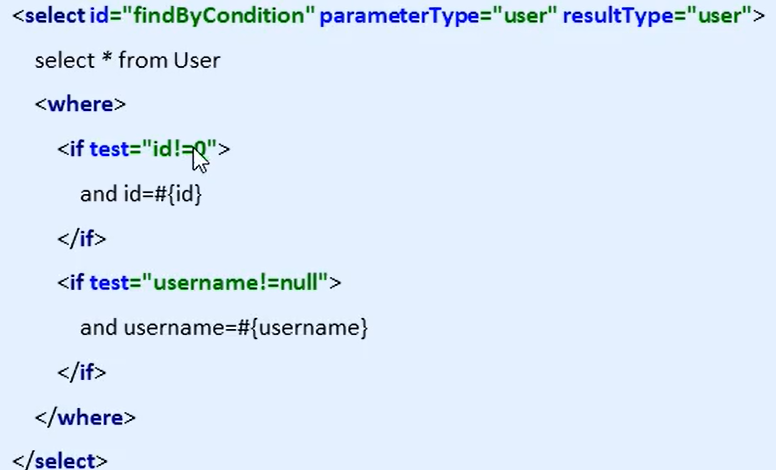 <select id="findByCondition" parameterType="user" resultType="user">
select * from User
<where>
<if test="id!=0">
and id=#{id}
</if>
<if test="username!=null">
and username=#{username}
</if>
</where>
</select>